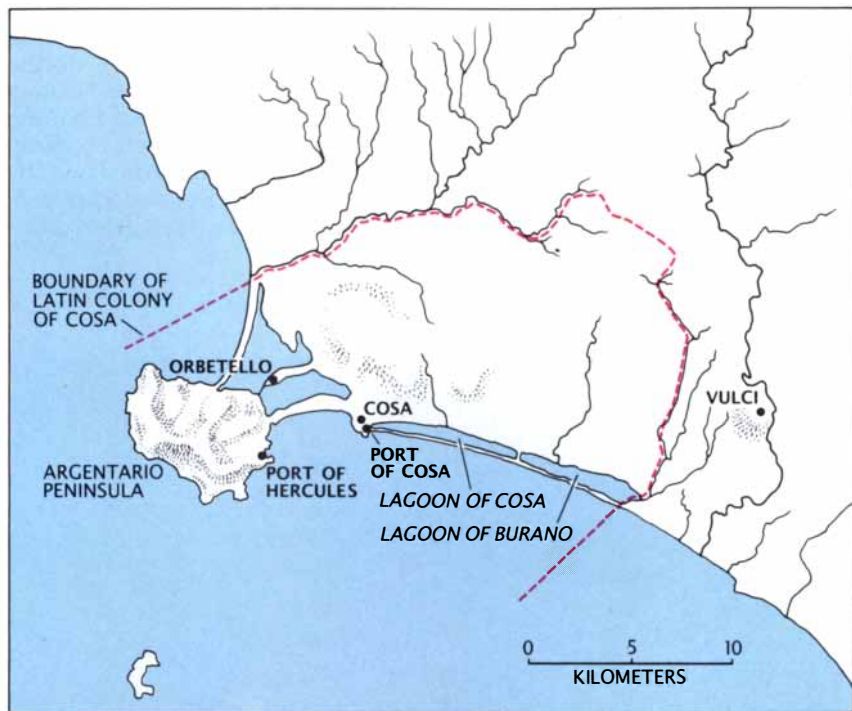 BOUNDARY OF
LATIN COLONY
OF COSA
ORBETELLO
COSA
VULCI
PORT
OF COSA
ARGENTARIO
PENINSULA
PORT OF
HERCULES
LAGOON OF COSA
LAGOON OF BURANO
0 5 10
KILOMETERS